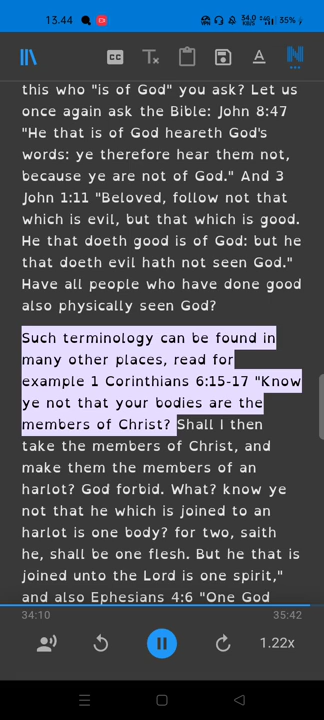 13.44
34.0
KB/S
35%
CC
this who "is of God" you ask? Let us
once again ask the Bible: John 8:47
"He that is of God heareth God's
words: ye therefore hear them not,
because ye are not of God." And 3
John 1:11 "Beloved, follow not that
which is evil, but that which is good.
He that doeth good is of God: but he
that doeth evil hath not seen God."
Have all people who have done good
also physically seen God?
Such terminology can be found in
many other places, read for
example 1 Corinthians 6:15-17 "Know
ye not that your bodies are the
members of Christ? Shall I then
take the members of Christ, and
make them the members of an
harlot? God forbid. What? know ye
not that he which is joined to an
harlot is one body? for two, saith
he, shall be one flesh. But he that is
joined unto the Lord is one spirit,"
and also Ephesians 4:6 "One God
34:10
35:42
1.22x